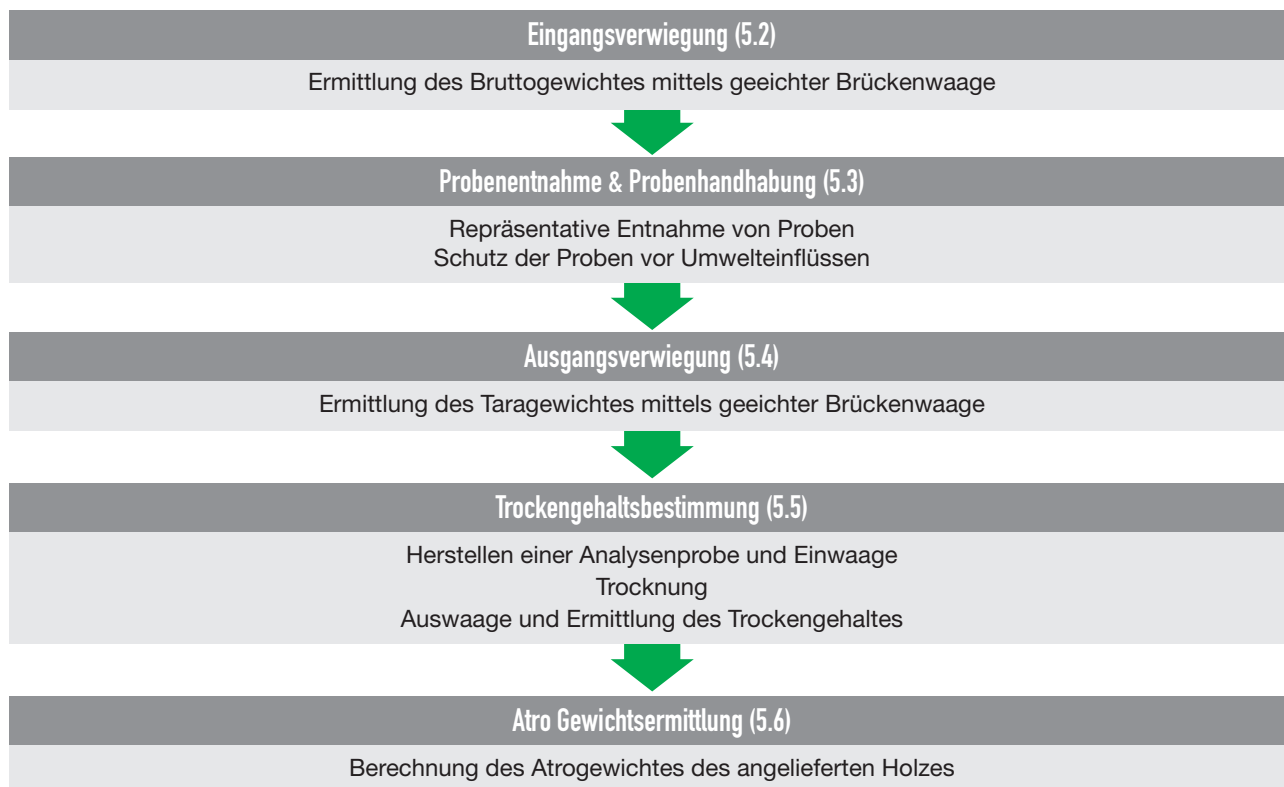 Eingangsverwiegung (5.2)
Ermittlung des Bruttogewichtes mittels geeichter Brückenwaage
Probenentnahme & Probenhandhabung (5.3)
Repräsentative Entnahme von Proben
Schutz der Proben vor Umwelteinflüssen
Ausgangsverwiegung (5.4)
Ermittlung des Taragewichtes mittels geeichter Brückenwaage
Trockengehaltsbestimmung (5.5)
Herstellen einer Analysenprobe und Einwaage
Trocknung
Auswaage und Ermittlung des Trockengehaltes
Atro Gewichtsermittlung (5.6)
Berechnung des Atrogewichtes des angelieferten Holzes